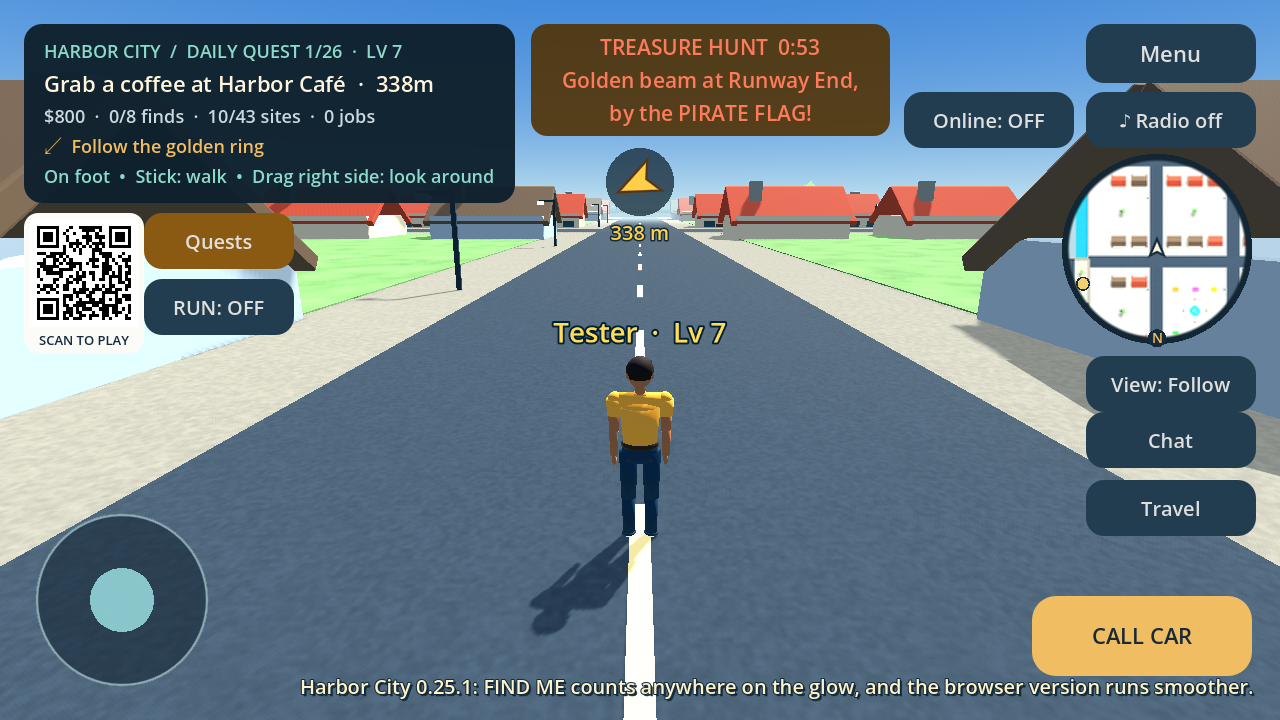 HARBOR CITY / DAILY QUEST 1/26 · LV 7
Grab a coffee at Harbor Café · 338m
$800 · 0/8 finds · 10/43 sites · 0 jobs
↙ Follow the golden ring
On foot • Stick: walk • Drag right side: look around
TREASURE HUNT 0:53
Golden beam at Runway End,
by the PIRATE FLAG!
Menu
Online: OFF
♪ Radio off
SCAN TO PLAY
Quests
RUN: OFF
338 m
N
Tester · Lv 7
View: Follow
Chat
Travel
CALL CAR
Harbor City 0.25.1: FIND ME counts anywhere on the glow, and the browser version runs smoother.